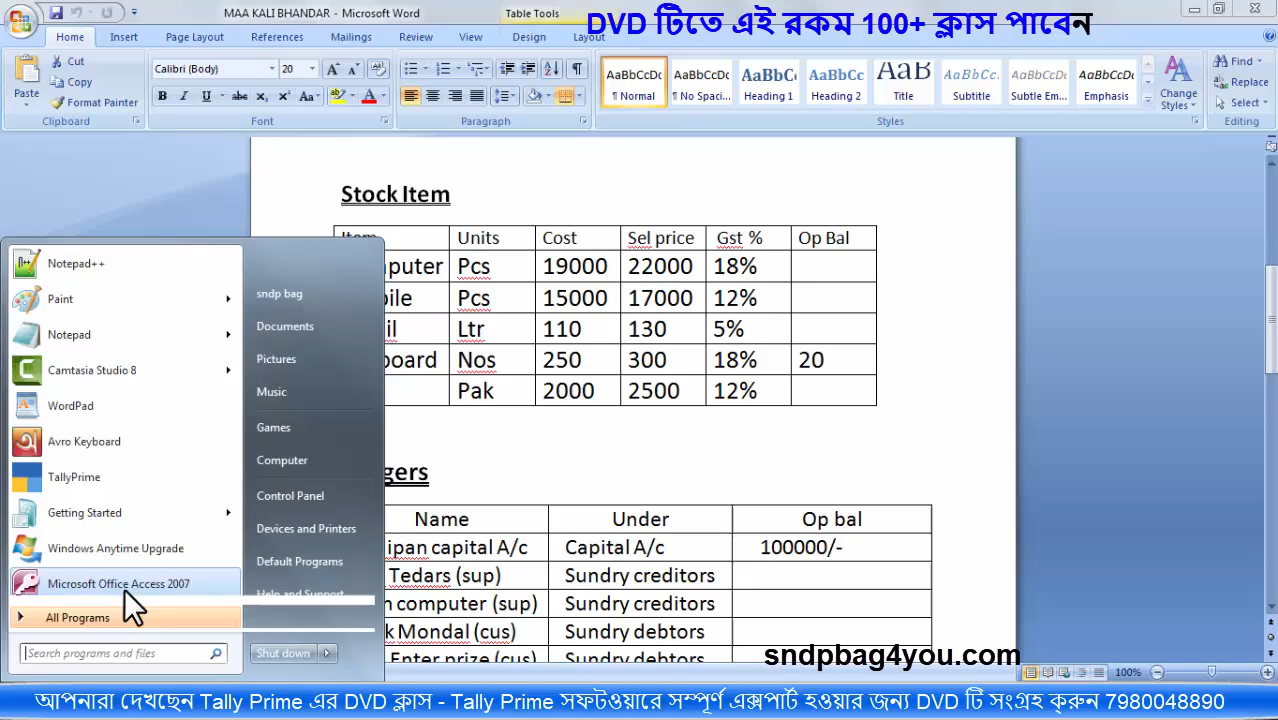 MAA KALI BHANDAR - Microsoft Word
Table Tools
DVD টিতে এই রকম 100+ ক্লাস পাবেন
Home Insert Page Layout References Mailings Review View Design Layout
Paste
Cut
Copy
Format Painter
Clipboard
Calibri (Body) 20
Font
Paragraph
AaBbCcDc AaBbCcDc AaBbCc AaBbCc AaB AaBbCc. AaBbCcDc AaBbCcDc
¶ Normal ¶ No Spaci... Heading 1 Heading 2 Title Subtitle Subtle Em... Emphasis
Styles
Change
Styles
Find
Replace
Select
Editing
Stock Item
Item Units Cost Sel price Gst % Op Bal
puter Pcs 19000 22000 18%
ile Pcs 15000 17000 12%
il Ltr 110 130 5%
board Nos 250 300 18% 20
Pak 2000 2500 12%
gers
Name Under Op bal
ipan capital A/c Capital A/c 100000/-
Tedars (sup) Sundry creditors
n computer (sup) Sundry creditors
k Mondal (cus) Sundry debtors
Enter prize (cus) Sundry debtors
Notepad++
Paint
Notepad
Camtasia Studio 8
WordPad
Avro Keyboard
TallyPrime
Getting Started
Windows Anytime Upgrade
Microsoft Office Access 2007
All Programs
Search programs and files
sndp bag
Documents
Pictures
Music
Games
Computer
Control Panel
Devices and Printers
Default Programs
Help and Support
Shut down
sndpbag4you.com
100%
আপনারা দেখছেন Tally Prime এর DVD ক্লাস - Tally Prime সফটওয়ারে সম্পূর্ণ এক্সপার্ট হওয়ার জন্য DVD টি সংগ্রহ করুন 7980048890